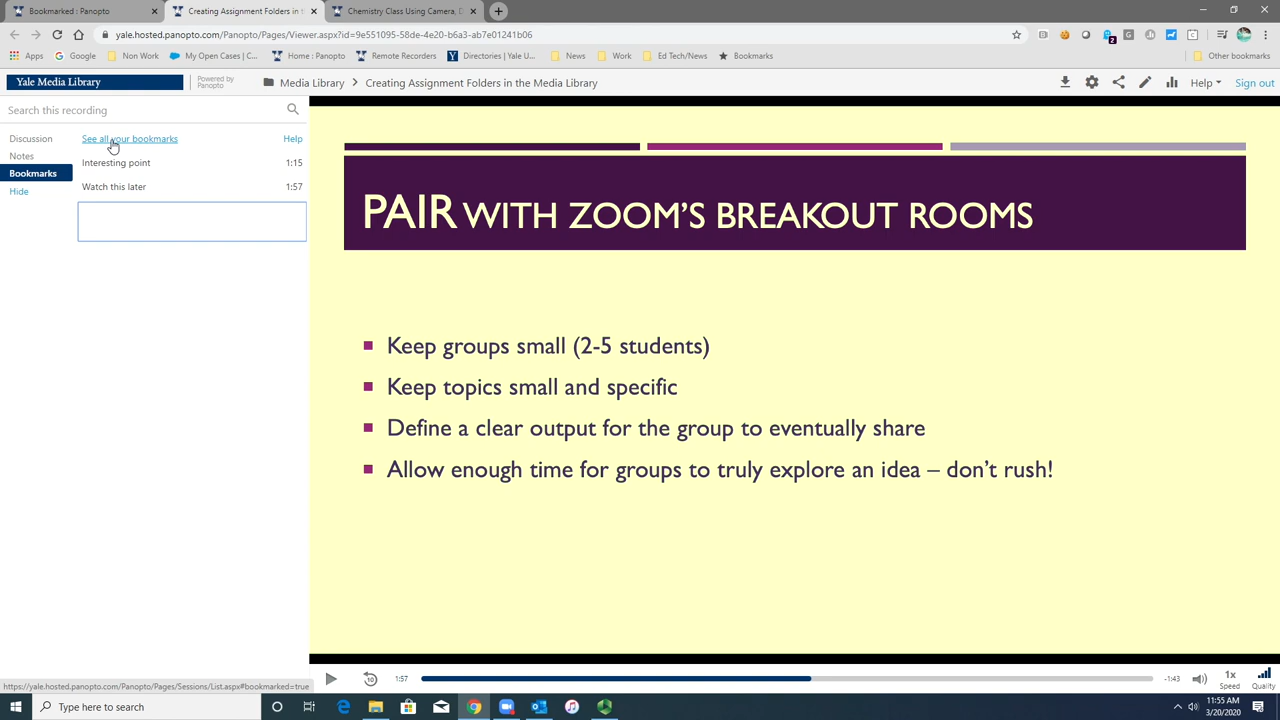 Bookmarked : Panopto
Creating Assignment Folders in th
Chemistry Class Using Camera, D
yale.hosted.panopto.com/Panopto/Pages/Viewer.aspx?id=9e551095-58de-4e20-b6a3-ab7e01241b06
Apps
Google
Non Work
My Open Cases | C...
Home : Panopto
Remote Recorders
Directories | Yale U...
News
Work
Ed Tech/News
Bookmarks
Other bookmarks
Yale Media Library
Powered by
Panopto
Media Library > Creating Assignment Folders in the Media Library
Help
Sign out
Search this recording
Discussion
Notes
Bookmarks
Hide
See all your bookmarks
Help
Interesting point 1:15
Watch this later 1:57
PAIR WITH ZOOM'S BREAKOUT ROOMS
Keep groups small (2-5 students)
Keep topics small and specific
Define a clear output for the group to eventually share
Allow enough time for groups to truly explore an idea – don't rush!
10
1:57
-1:43
1x
Speed
Quality
https://yale.hosted.panopto.com/Panopto/Pages/Sessions/List.aspx#bookmarked=true
Type here to search
11:55 AM
3/20/2020